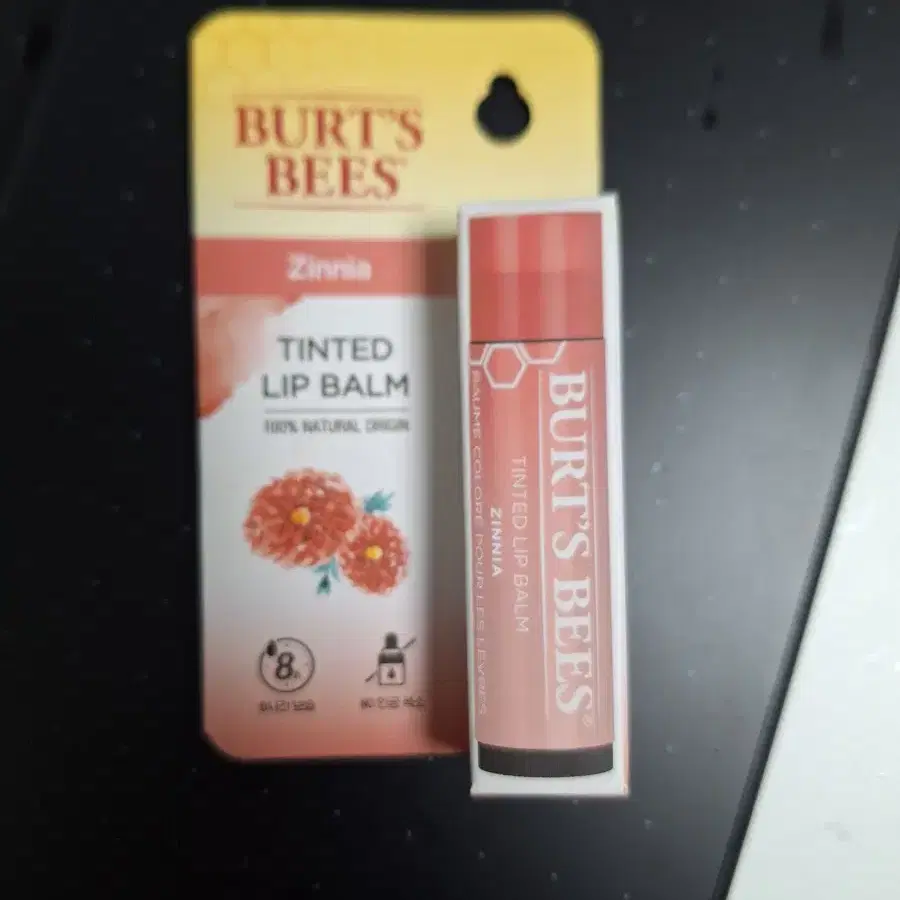 BURT'S
BEES
Zinnia
TINTED
LIP BALM
100% NATURAL ORIGIN
8h
BURT'S BEES®
TINTED LIP BALM
ZINNIA
BAUME COLORÉ POUR LES LÈVRES